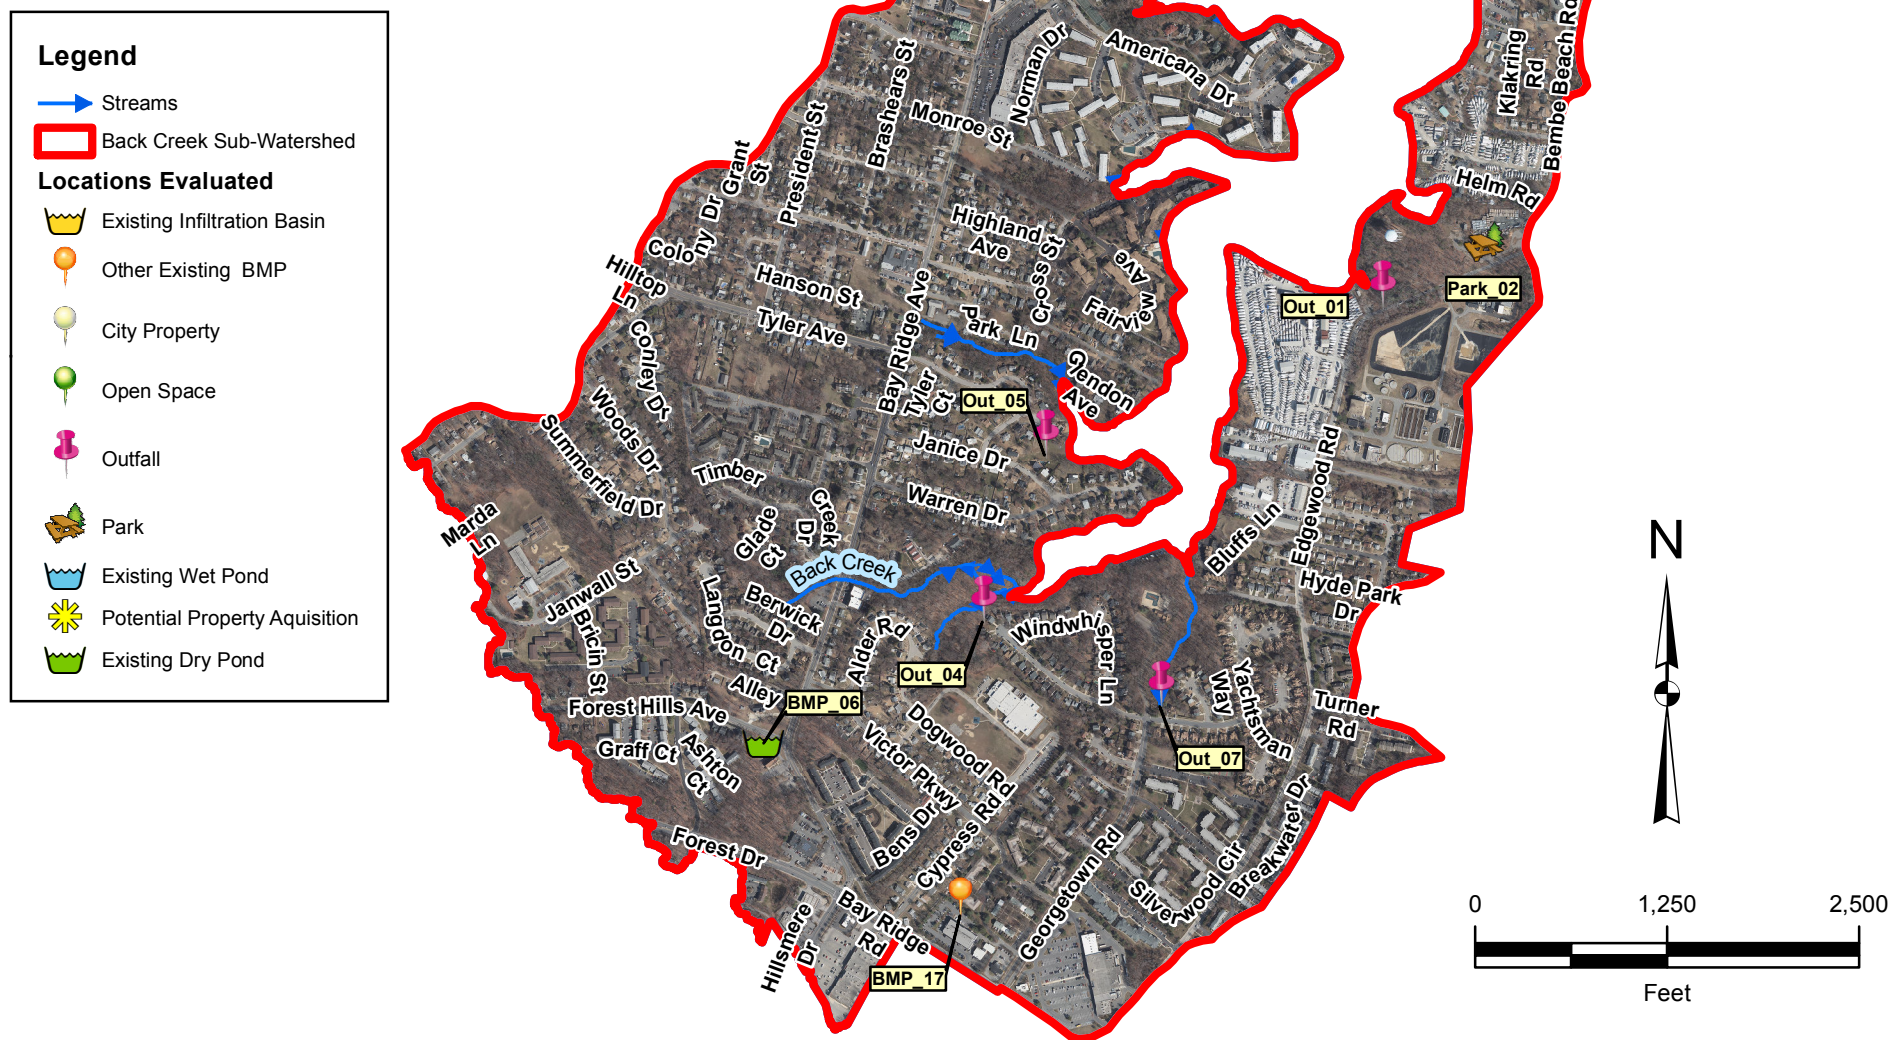 Legend
Streams
Back Creek Sub-Watershed
Locations Evaluated
Existing Infiltration Basin
Other Existing BMP
City Property
Open Space
Outfall
Park
Existing Wet Pond
Potential Property Aquisition
Existing Dry Pond
Norman Dr
Americana Dr
Klakring
Rd
Bembe Beach Rd
Brashears St
Monroe St
President St
Grant
St
Colony Dr
Helm Rd
Highland
Ave
Cross St
Fairview
Ave
Hilltop
Ln
Hanson St
Tyler Ave
Bay Ridge Ave
Park Ln
Glendon
Ave
Out_01
Park_02
Conley Dr
Woods Dr
Summerfield Dr
Tyler
Ct
Out_05
Janice Dr
Warren Dr
Timber
Creek
Dr
Glade
Ct
Marda
Ln
Edgewood Rd
Bluffs Ln
Hyde Park
Dr
Back Creek
Janwall St
Bricin St
Langdon Ct
Berwick
Dr
Alder Rd
Windwhisper Ln
Out_04
Alley
BMP_06
Forest Hills Ave
Graff Ct
Ashton
Ct
Victor Pkwy
Dogwood Rd
Yachtsman
Way
Turner
Rd
Out_07
Bens Dr
Cypress Rd
Forest Dr
Breakwater Dr
Silverwood Cir
Georgetown Rd
Bay Ridge
Rd
Hillsmere
Dr
BMP_17
N
0 1,250 2,500
Feet